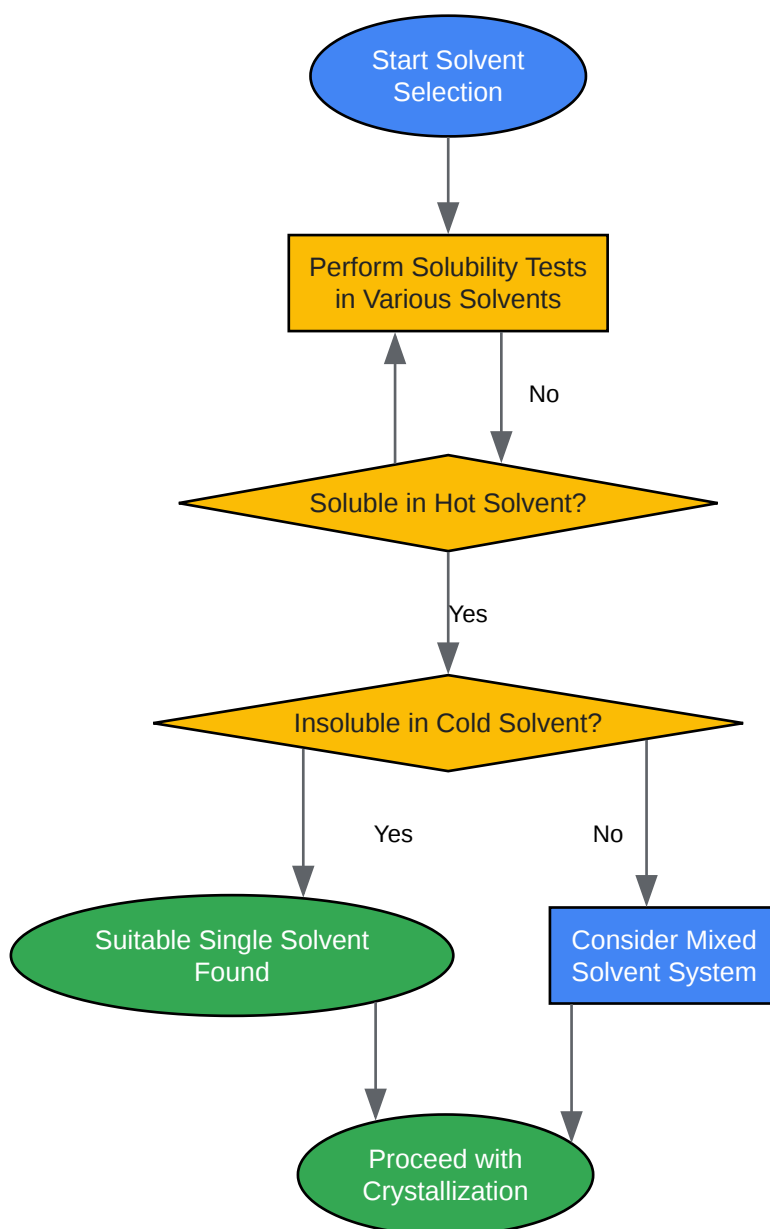 Start Solvent
Selection
Perform Solubility Tests
in Various Solvents
No
Soluble in Hot Solvent?
Yes
Insoluble in Cold Solvent?
Yes
No
Suitable Single Solvent
Found
Consider Mixed
Solvent System
Proceed with
Crystallization